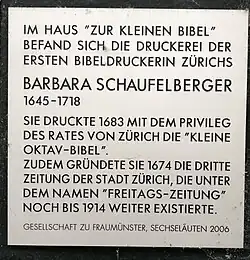 IM HAUS "ZUR KLEINEN BIBEL"
BEFAND SICH DIE DRUCKEREI DER
ERSTEN BIBELDRUCKERIN ZÜRICHS
BARBARA SCHAUFELBERGER
1645-1718
SIE DRUCKTE 1683 MIT DEM PRIVILEG
DES RATES VON ZÜRICH DIE "KLEINE
OKTAV-BIBEL".
ZUDEM GRÜNDETE SIE 1674 DIE DRITTE
ZEITUNG DER STADT ZÜRICH, DIE UNTER
DEM NAMEN "FREITAGS-ZEITUNG"
NOCH BIS 1914 WEITER EXISTIERTE.
GESELLSCHAFT ZU FRAUMÜNSTER, SECHSELÄUTEN 2006